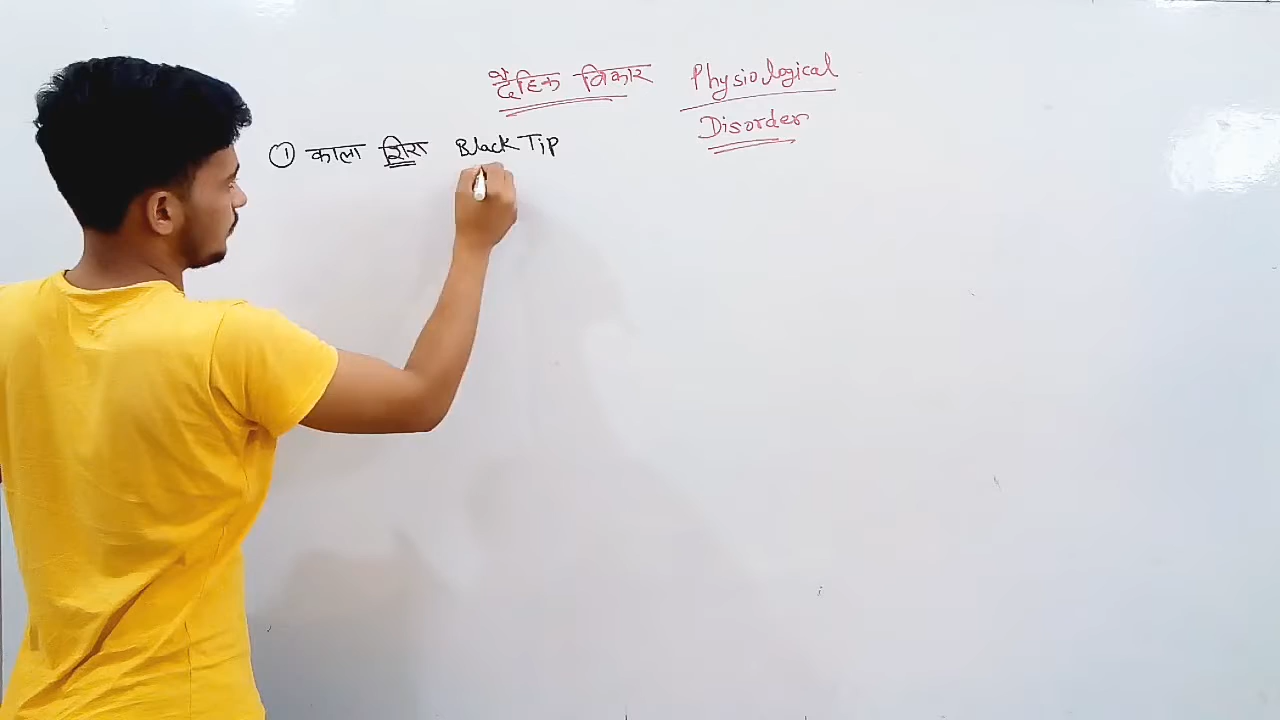 दैहिक विकार Physiological
Disorder
① काला शिरा Black Tip